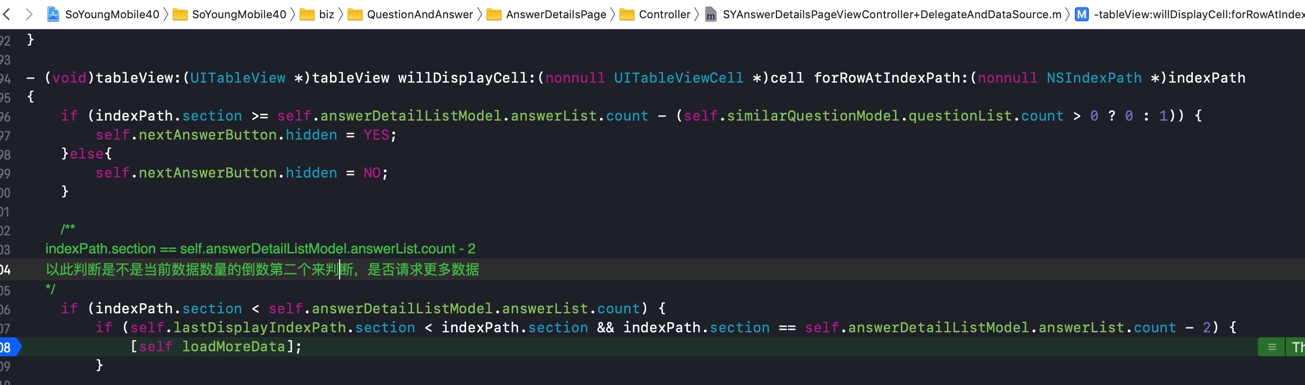 SoYoungMobile40 〉 SoYoungMobile40 〉 biz 〉 QuestionAndAnswer 〉 AnswerDetailsPage 〉 Controller 〉 SYAnswerDetailsPageViewController+DelegateAndDataSource.m 〉 M -tableView:willDisplayCell:forRowAtIndex
92 }
93
94 - (void)tableView:(UITableView *)tableView willDisplayCell:(nonnull UITableViewCell *)cell forRowAtIndexPath:(nonnull NSIndexPath *)indexPath
95 {
96 if (indexPath.section >= self.answerDetailListModel.answerList.count - (self.similarQuestionModel.questionList.count > 0 ? 0 : 1)) {
97 self.nextAnswerButton.hidden = YES;
98 }else{
99 self.nextAnswerButton.hidden = NO;
00 }
01
02 /**
03 indexPath.section == self.answerDetailListModel.answerList.count - 2
04 以此判断是不是当前数据数量的倒数第二个来判断，是否请求更多数据
05 */
06 if (indexPath.section < self.answerDetailListModel.answerList.count) {
07 if (self.lastDisplayIndexPath.section < indexPath.section && indexPath.section == self.answerDetailListModel.answerList.count - 2) {
08 [self loadMoreData]; Th
09 }